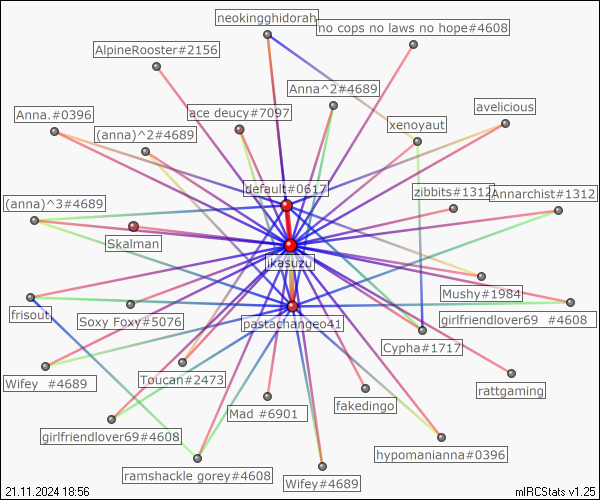 neokingghidorah
no cops no laws no hope#4608
AlpineRooster#2156
Anna^2#4689
avelicious
Anna.#0396
ace deucy#7097
xenoyaut
(anna)^2#4689
default#0617
zibbits#1312
Annarchist#1312
(anna)^3#4689
Skalman
jkasuzu
Mushy#1984
frisout
Soxy Foxy#5076
pastachangeo41
girlfriendlover69 #4608
Cypha#1717
Wifey #4689
Toucan#2473
rattgaming
Mad #6901
fakedingo
girlfriendlover69#4608
hypomanianna#0396
ramshackle gorey#4608
Wifey#4689
21.11.2024 18:56
mIRCStats v1.25